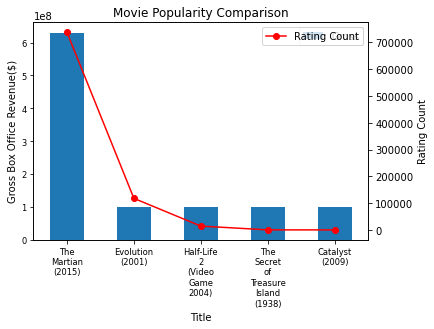 Movie Popularity Comparison
1e8
Rating Count
6
5
4
3
2
1
0
Gross Box Office Revenue($)
700000
600000
500000
400000
300000
200000
100000
0
Rating Count
The
Martian
(2015)
Evolution
(2001)
Half-Life
2
(Video
Game
2004)
The
Secret
of
Treasure
Island
(1938)
Catalyst
(2009)
Title